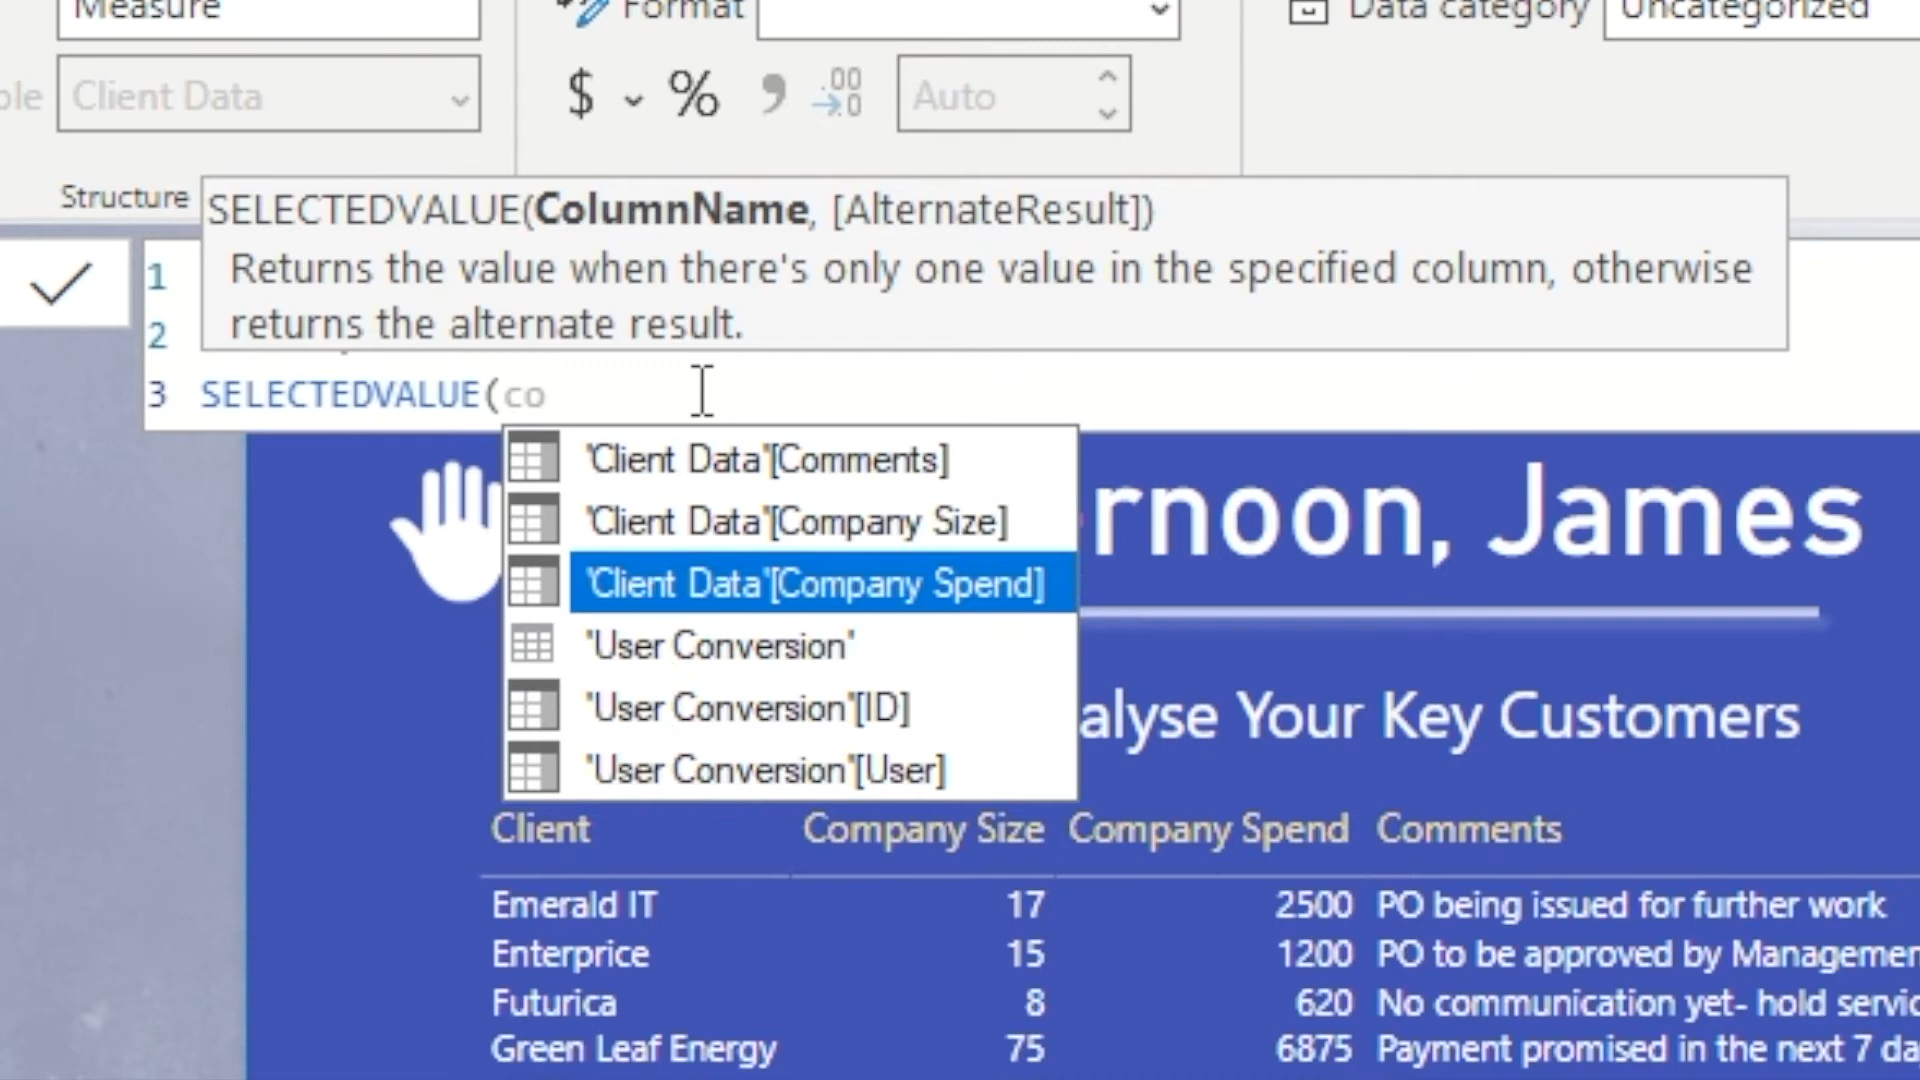 Measure
Format
Data category
Uncategorized
Client Data
$
%
.00
0
Auto
Structure
SELECTEDVALUE(ColumnName, [AlternateResult])
Returns the value when there's only one value in the specified column, otherwise
returns the alternate result.
1
2
3 SELECTEDVALUE(co
'Client Data'[Comments]
'Client Data'[Company Size]
'Client Data'[Company Spend]
'User Conversion'
'User Conversion'[ID]
'User Conversion'[User]
rnoon, James
alyse Your Key Customers
Client Company Size Company Spend Comments
Emerald IT 17 2500 PO being issued for further work
Enterprice 15 1200 PO to be approved by Managemen
Futurica 8 620 No communication yet- hold servic
Green Leaf Energy 75 6875 Payment promised in the next 7 da